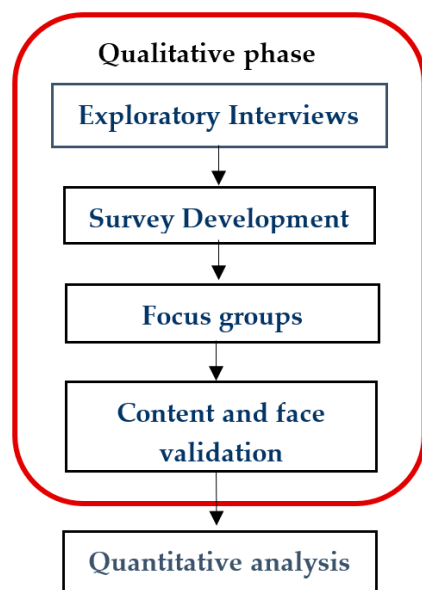 Qualitative phase
Exploratory Interviews
Survey Development
Focus groups
Content and face
validation
Quantitative analysis